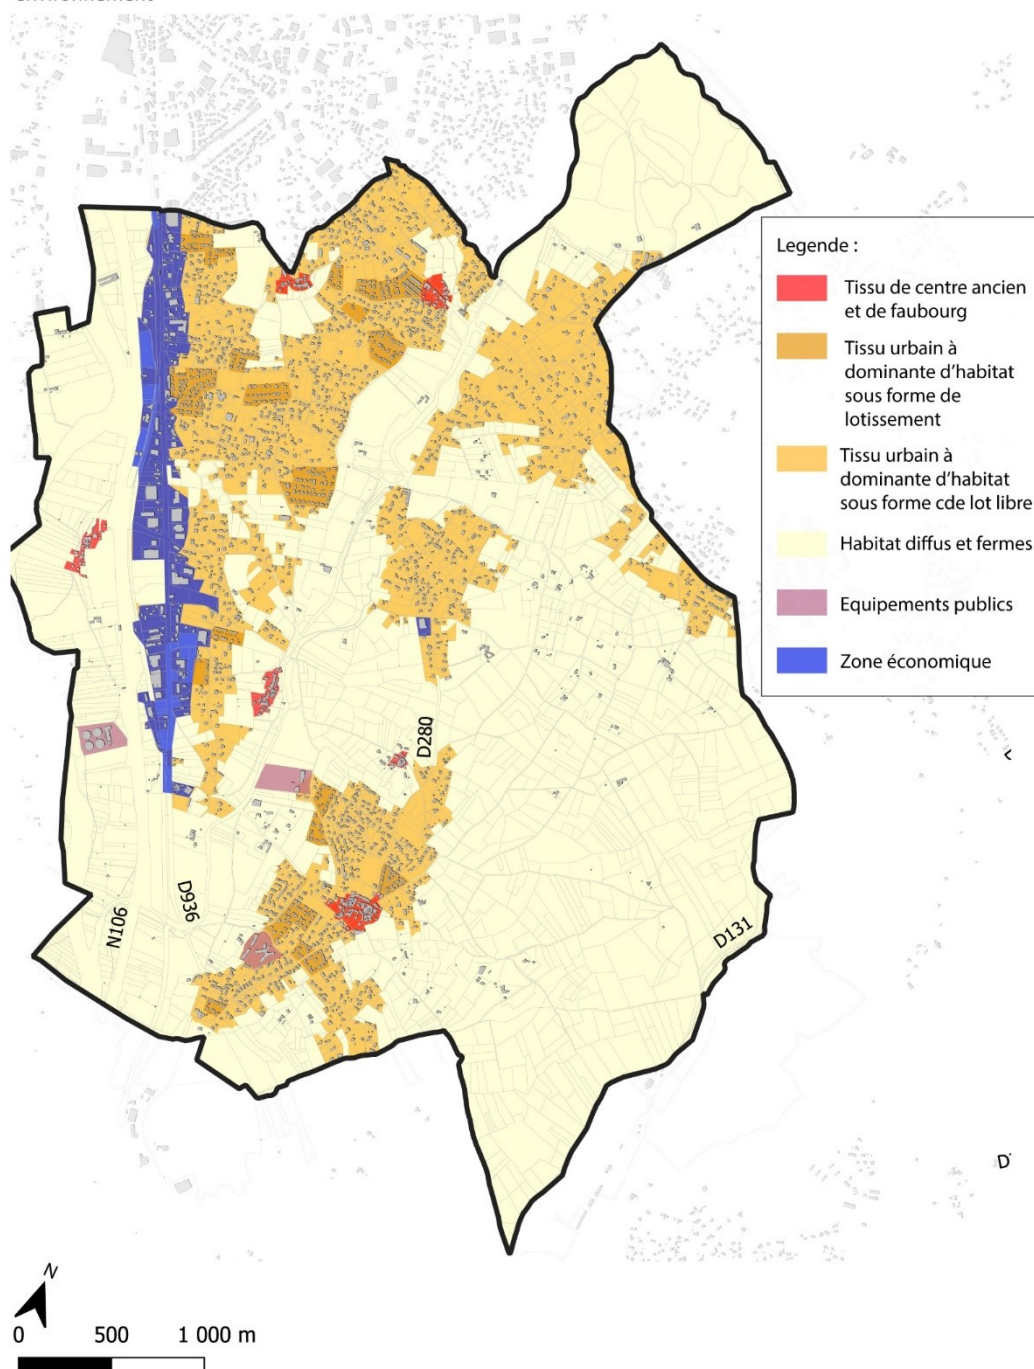 Legende :
Tissu de centre ancien
et de faubourg
Tissu urbain à
dominante d'habitat
sous forme de
lotissement
Tissu urbain à
dominante d'habitat
sous forme cde lot libre
Habitat diffus et fermes
Equipements publics
Zone économique
D280
N106
D936
D131
N
0 500 1 000 m